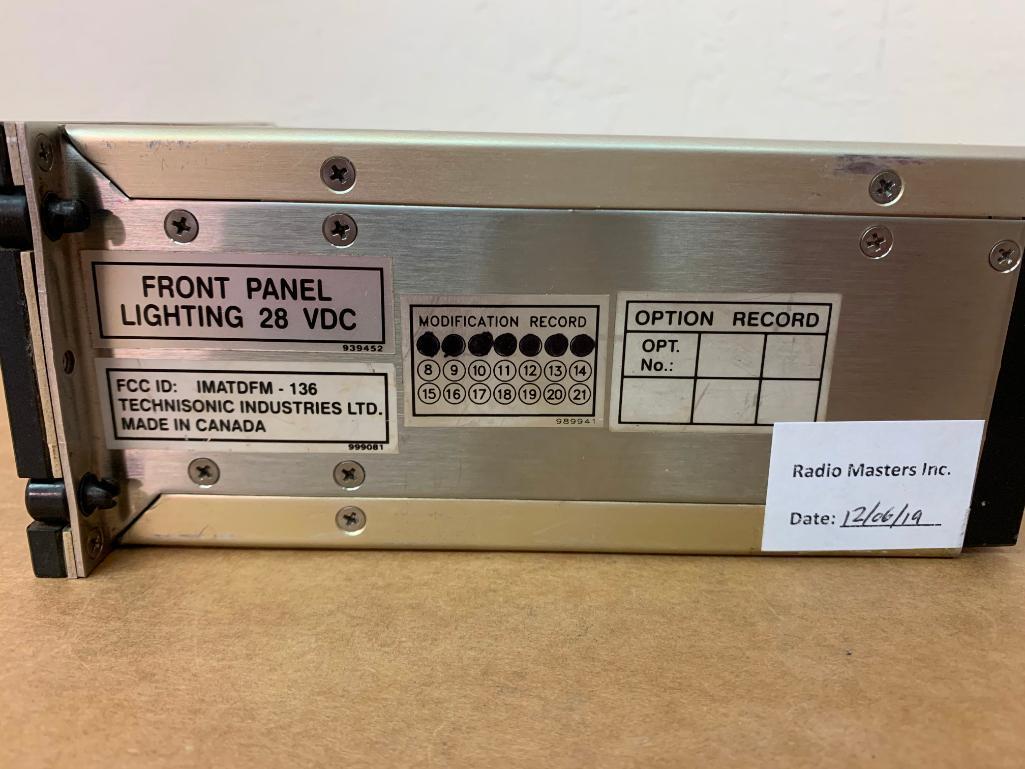 FRONT PANEL
LIGHTING 28 VDC
939452
FCC ID: IMATDFM - 136
TECHNISONIC INDUSTRIES LTD.
MADE IN CANADA
999081
MODIFICATION RECORD
8 9 10 11 12 13 14
15 16 17 18 19 20 21
989941
OPTION RECORD
OPT.
No.:
Radio Masters Inc.
Date: 12/06/19